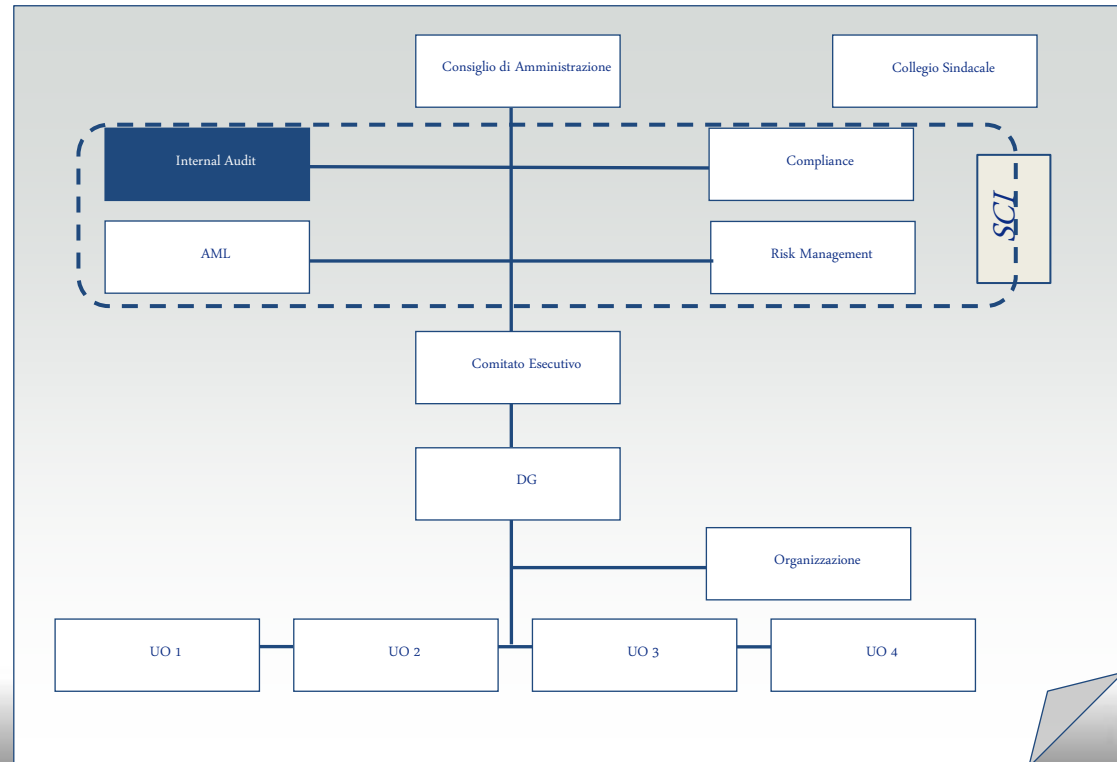 Consiglio di Amministrazione
Collegio Sindacale
Internal Audit
Compliance
SCI
AML
Risk Management
Comitato Esecutivo
DG
Organizzazione
UO 1
UO 2
UO 3
UO 4